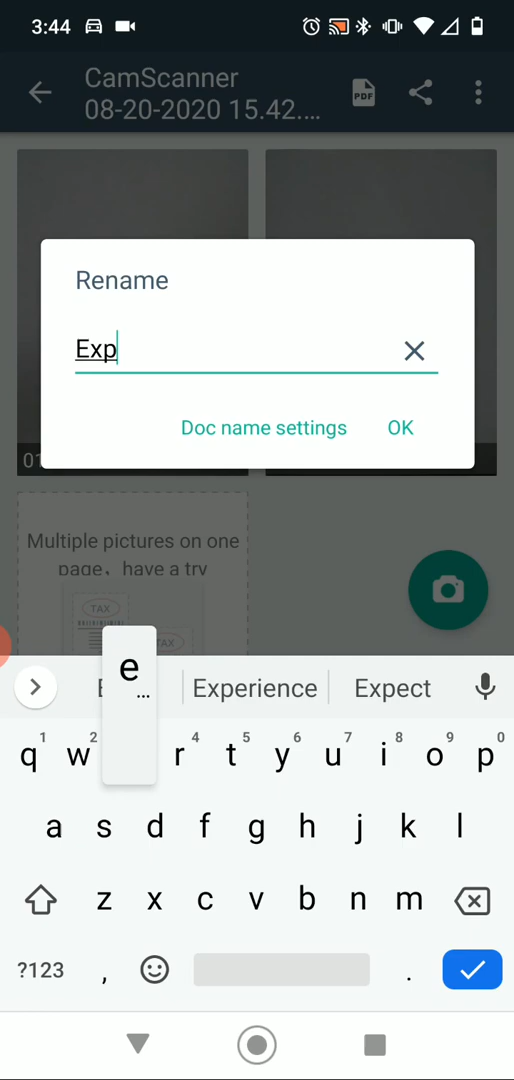 3:44
CamScanner
08-20-2020 15.42....
PDF
Rename
Exp
Doc name settings OK
01
Multiple pictures on one
page, have a try
TAX
TAX
e
...
Experience Expect
1 2 4 5 6 7 8 9 0
q w r t y u i o p
a s d f g h j k l
z x c v b n m
?123 , .